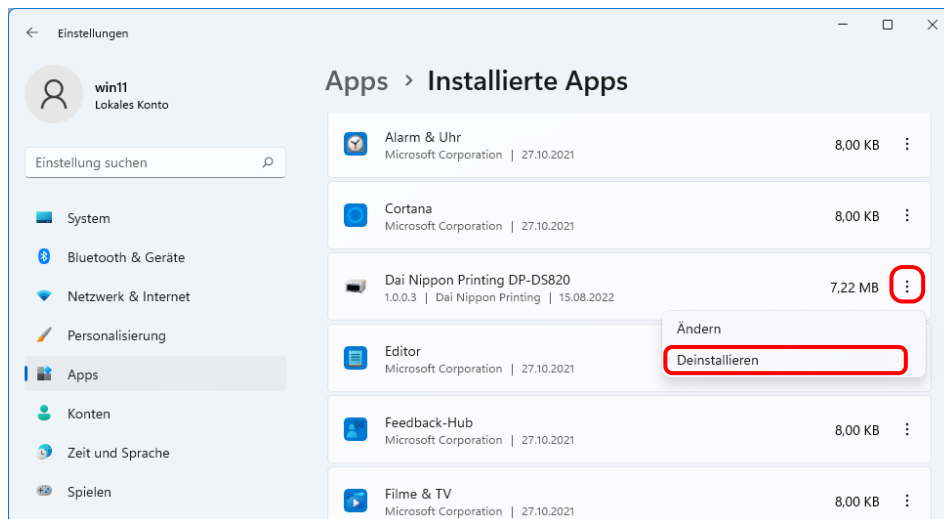 Einstellungen
win11
Lokales Konto
Einstellung suchen
System
Bluetooth & Geräte
Netzwerk & Internet
Personalisierung
Apps
Konten
Zeit und Sprache
Spielen
Apps > Installierte Apps
Alarm & Uhr
Microsoft Corporation | 27.10.2021
8,00 KB
Cortana
Microsoft Corporation | 27.10.2021
8,00 KB
Dai Nippon Printing DP-DS820
1.0.0.3 | Dai Nippon Printing | 15.08.2022
7,22 MB
Ändern
Deinstallieren
Editor
Microsoft Corporation | 27.10.2021
Feedback-Hub
Microsoft Corporation | 27.10.2021
8,00 KB
Filme & TV
Microsoft Corporation | 27.10.2021
8,00 KB